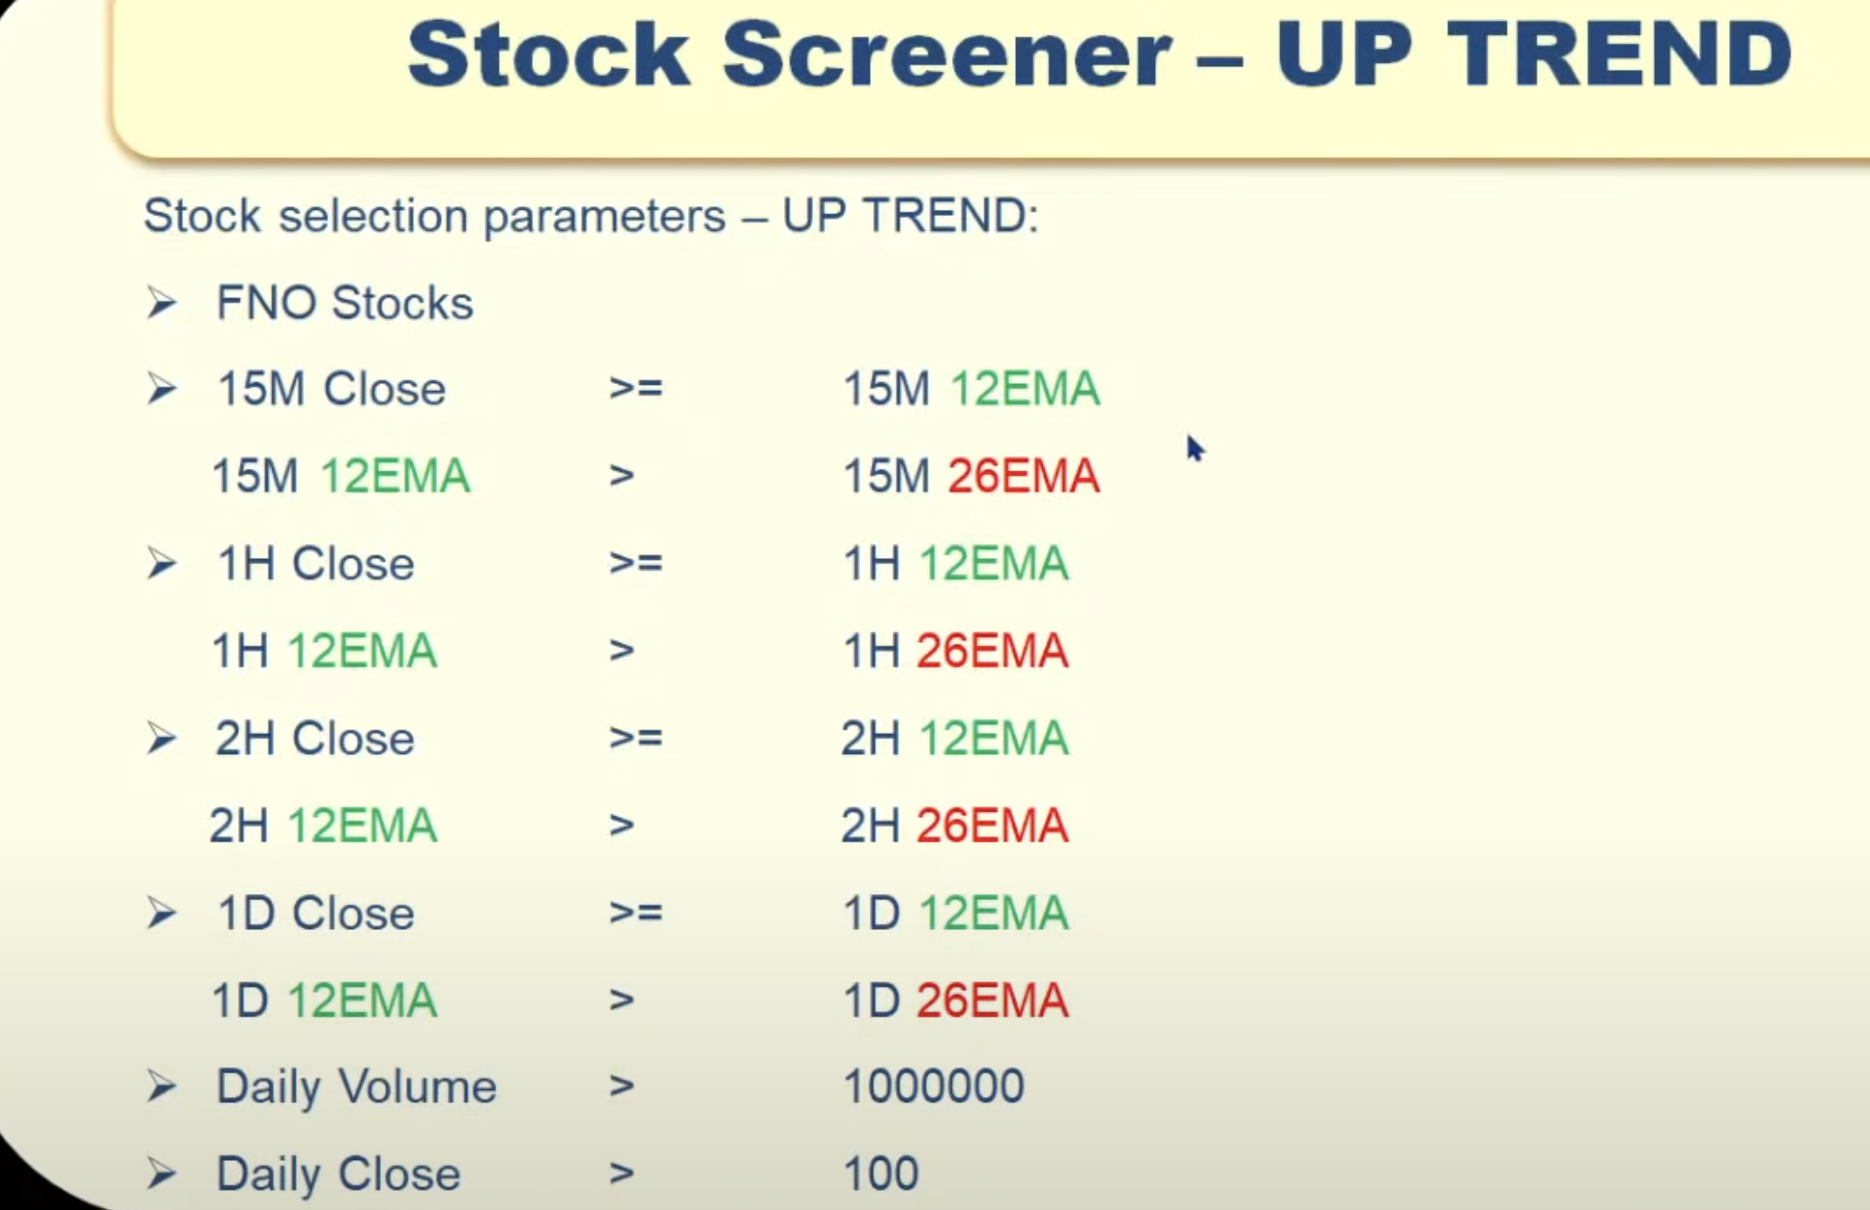 Stock Screener – UP TREND
Stock selection parameters – UP TREND:
➢ FNO Stocks
➢ 15M Close >= 15M 12EMA
15M 12EMA > 15M 26EMA
➢ 1H Close >= 1H 12EMA
1H 12EMA > 1H 26EMA
➢ 2H Close >= 2H 12EMA
2H 12EMA > 2H 26EMA
➢ 1D Close >= 1D 12EMA
1D 12EMA > 1D 26EMA
➢ Daily Volume > 1000000
➢ Daily Close > 100